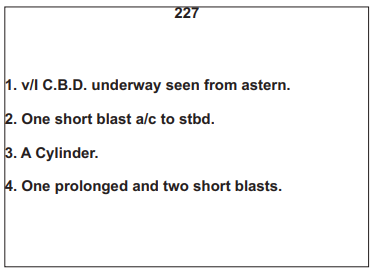 227
1. v/l C.B.D. underway seen from astern.
2. One short blast a/c to stbd.
3. A Cylinder.
4. One prolonged and two short blasts.